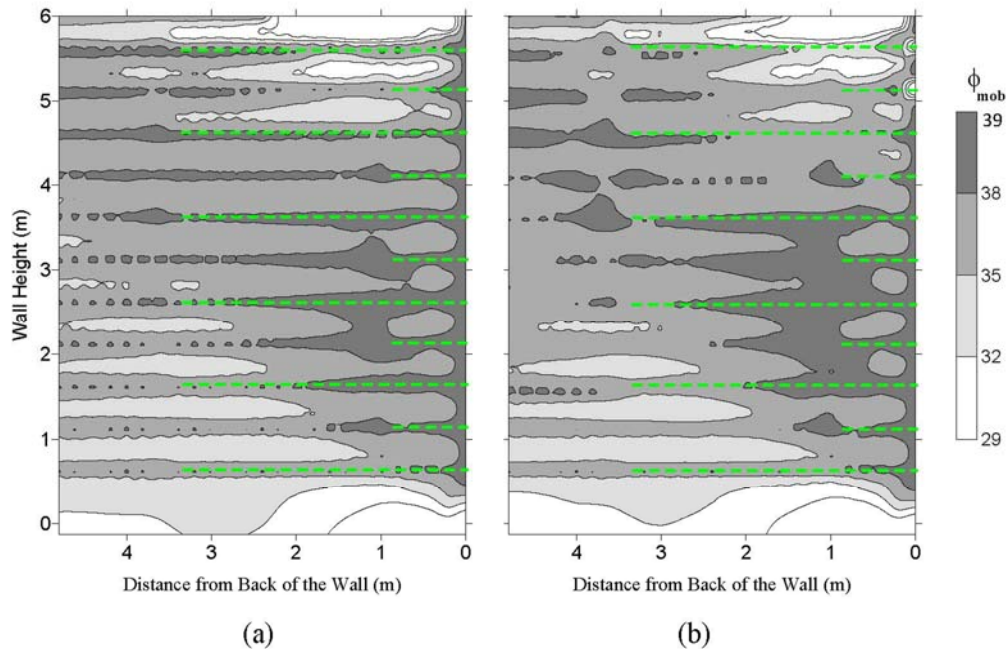 6
5
4
3
2
1
0
Wall Height (m)
4 3 2 1 0
4 3 2 1 0
Distance from Back of the Wall (m)
Distance from Back of the Wall (m)
(a)
(b)
ϕmob
39
38
35
32
29